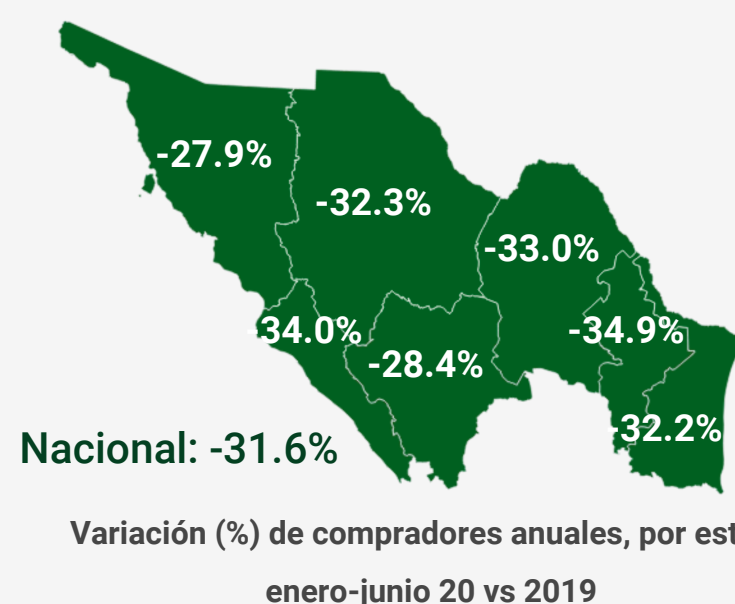 -27.9%
-32.3%
-33.0%
-34.0%
-34.9%
-28.4%
-32.2%
Nacional: -31.6%
Variación (%) de compradores anuales, por est
enero-junio 20 vs 2019